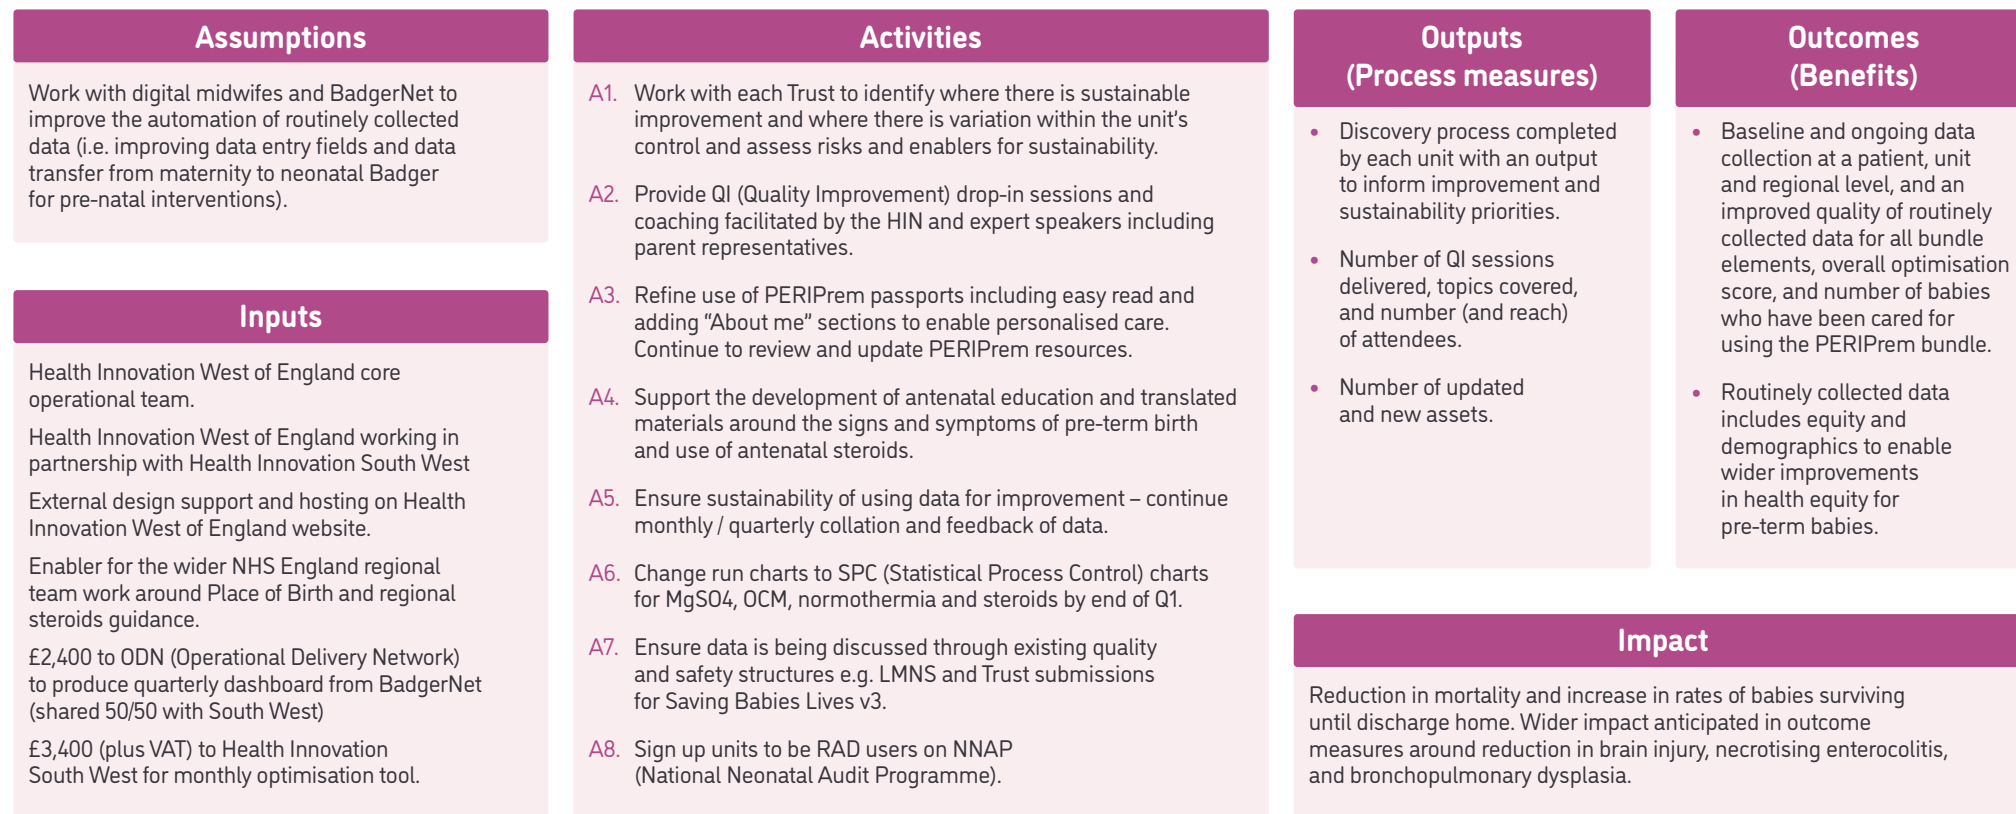 Assumptions
Work with digital midwifes and BadgerNet to
improve the automation of routinely collected
data (i.e. improving data entry fields and data
transfer from maternity to neonatal Badger
for pre-natal interventions).
Inputs
Health Innovation West of England core
operational team.
Health Innovation West of England working in
partnership with Health Innovation South West
External design support and hosting on Health
Innovation West of England website.
Enabler for the wider NHS England regional
team work around Place of Birth and regional
steroids guidance.
£2,400 to ODN (Operational Delivery Network)
to produce quarterly dashboard from BadgerNet
(shared 50/50 with South West)
£3,400 (plus VAT) to Health Innovation
South West for monthly optimisation tool.
Activities
A1. Work with each Trust to identify where there is sustainable
improvement and where there is variation within the unit's
control and assess risks and enablers for sustainability.
A2. Provide QI (Quality Improvement) drop-in sessions and
coaching facilitated by the HIN and expert speakers including
parent representatives.
A3. Refine use of PERIPrem passports including easy read and
adding "About me" sections to enable personalised care.
Continue to review and update PERIPrem resources.
A4. Support the development of antenatal education and translated
materials around the signs and symptoms of pre-term birth
and use of antenatal steroids.
A5. Ensure sustainability of using data for improvement – continue
monthly / quarterly collation and feedback of data.
A6. Change run charts to SPC (Statistical Process Control) charts
for MgSO4, OCM, normothermia and steroids by end of Q1.
A7. Ensure data is being discussed through existing quality
and safety structures e.g. LMNS and Trust submissions
for Saving Babies Lives v3.
A8. Sign up units to be RAD users on NNAP
(National Neonatal Audit Programme).
Outputs
(Process measures)
• Discovery process completed
by each unit with an output
to inform improvement and
sustainability priorities.
• Number of QI sessions
delivered, topics covered,
and number (and reach)
of attendees.
• Number of updated
and new assets.
Outcomes
(Benefits)
• Baseline and ongoing data
collection at a patient, unit
and regional level, and an
improved quality of routinely
collected data for all bundle
elements, overall optimisation
score, and number of babies
who have been cared for
using the PERIPrem bundle.
• Routinely collected data
includes equity and
demographics to enable
wider improvements
in health equity for
pre-term babies.
Impact
Reduction in mortality and increase in rates of babies surviving
until discharge home. Wider impact anticipated in outcome
measures around reduction in brain injury, necrotising enterocolitis,
and bronchopulmonary dysplasia.